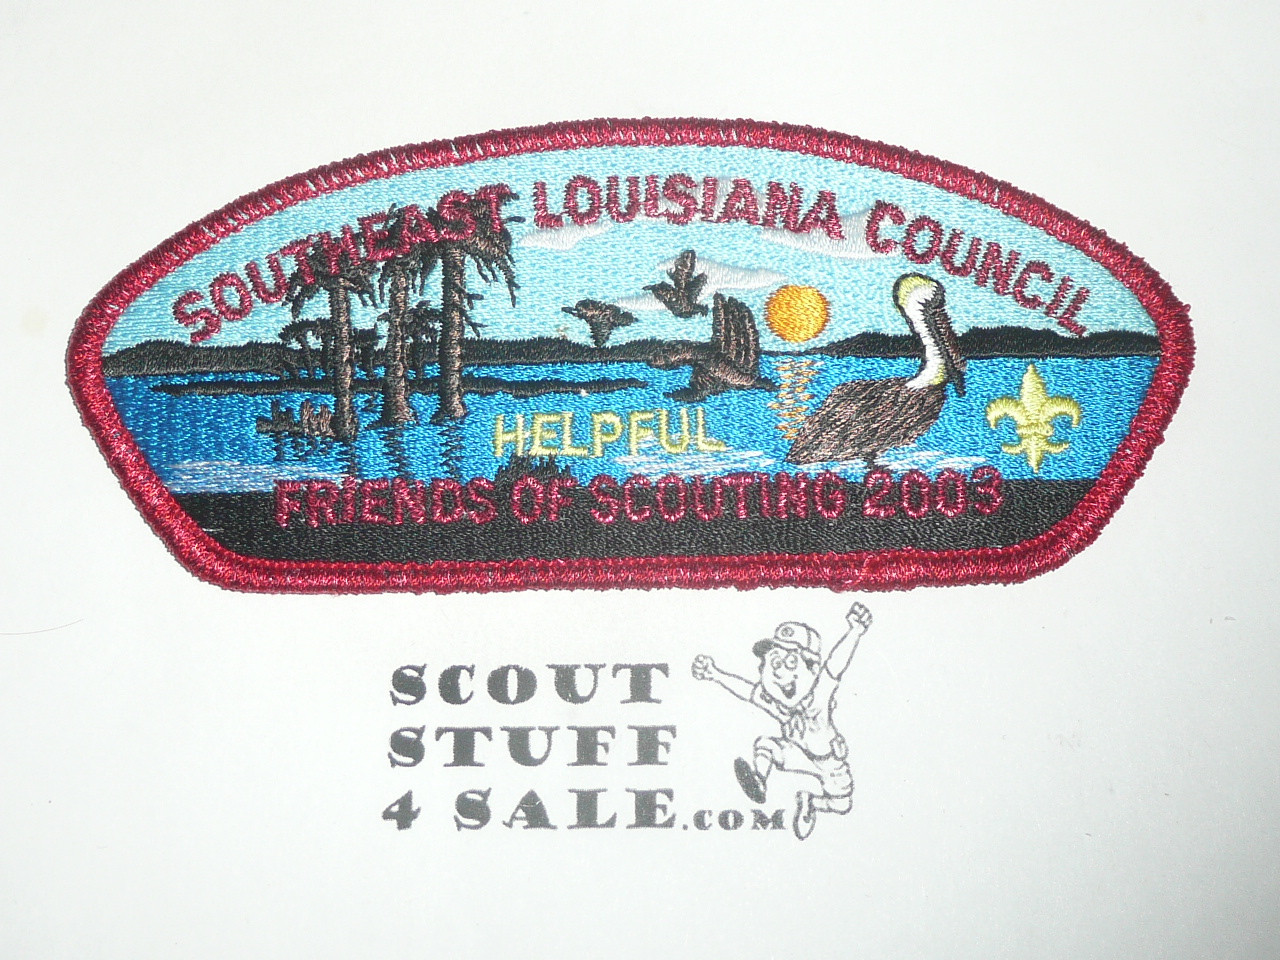 SOUTHEAST LOUISIANA COUNCIL
HELPFUL
FRIENDS OF SCOUTING 2003
SCOUT
STUFF
4 SALE.COM